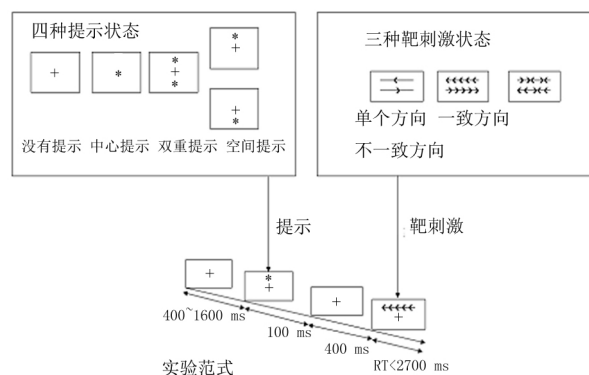 四种提示状态
没有提示 中心提示 双重提示 空间提示
三种靶刺激状态
单个方向 一致方向
不一致方向
提示
靶刺激
400~1600 ms
100 ms
400 ms
RT<2700 ms
实验范式